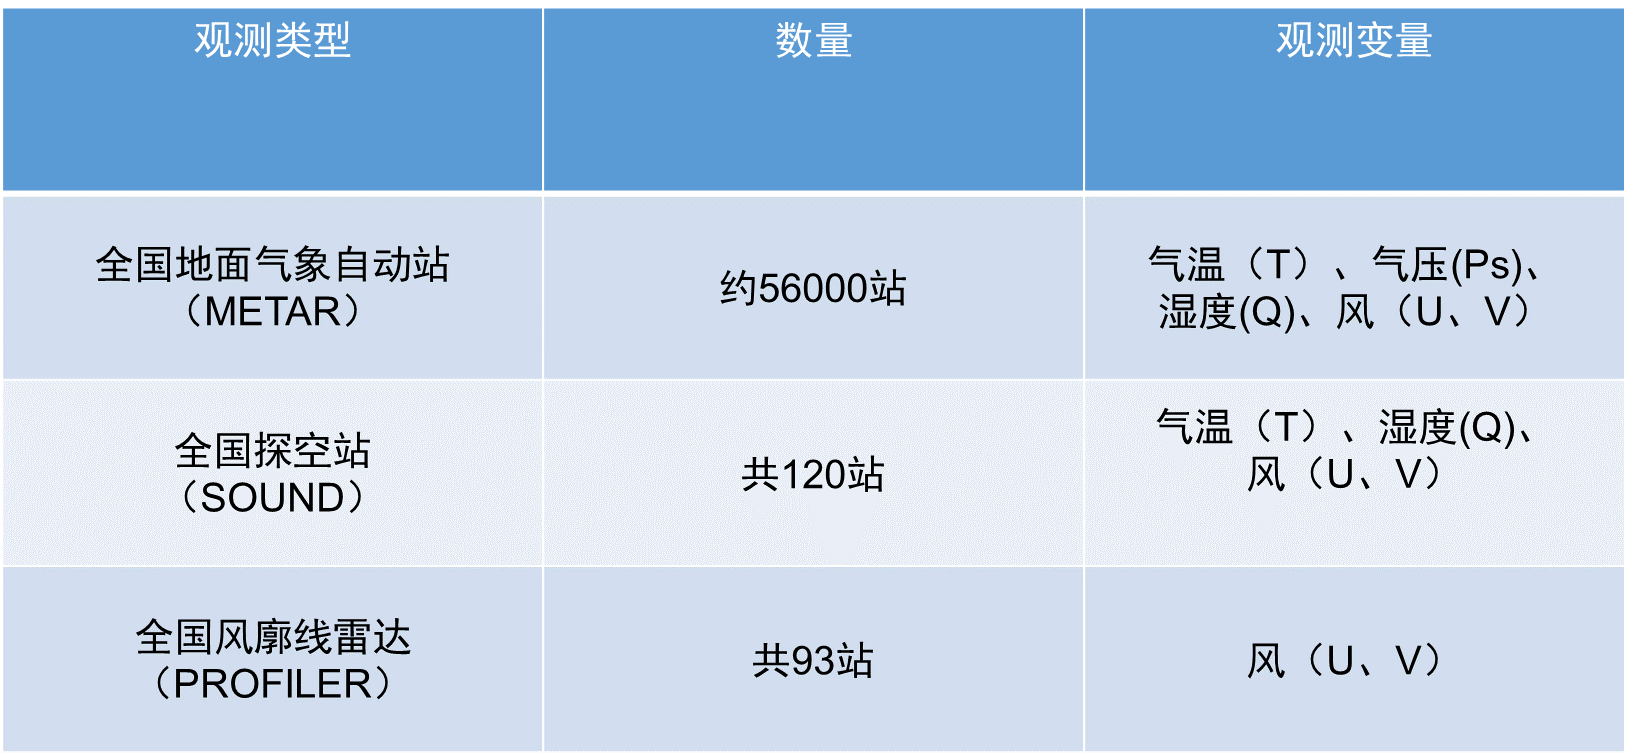 观测类型
数量
观测变量
全国地面气象自动站
（METAR）
约56000站
气温（T）、气压(Ps)、
湿度(Q)、风（U、V）
全国探空站
（SOUND）
共120站
气温（T）、湿度(Q)、
风（U、V）
全国风廓线雷达
（PROFILER）
共93站
风（U、V）